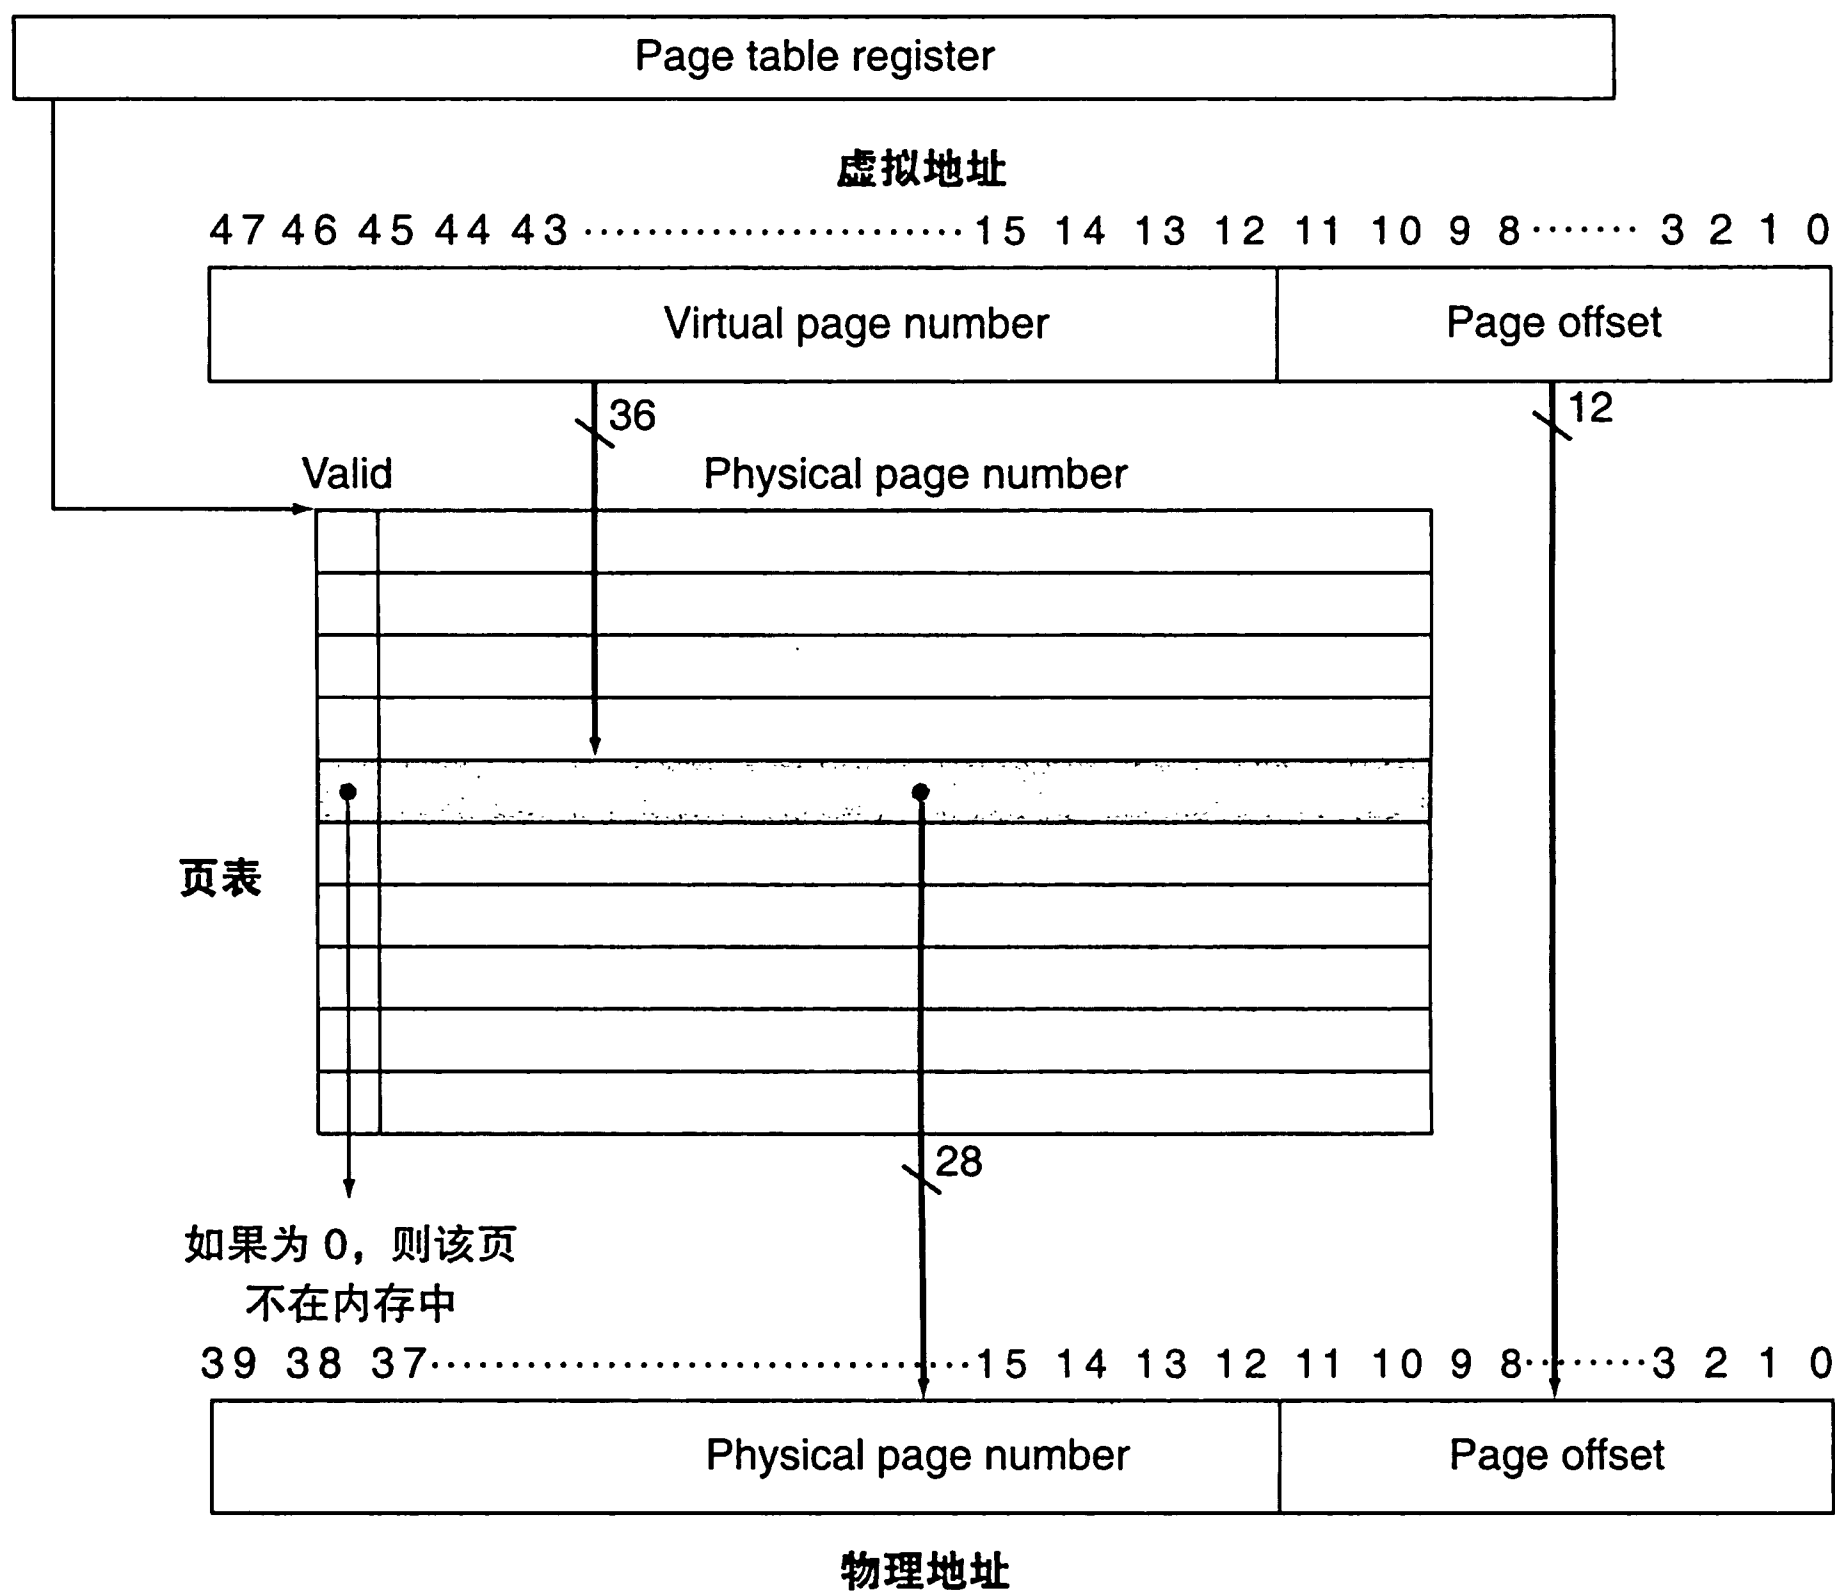 Page table register
虚拟地址
47 46 45 44 43 ························ 15 14 13 12 11 10 9 8 ······· 3 2 1 0
Virtual page number Page offset
36 12
Valid Physical page number
页表
28
如果为 0，则该页
不在内存中
39 38 37 ·································· 15 14 13 12 11 10 9 8 ········ 3 2 1 0
Physical page number Page offset
物理地址